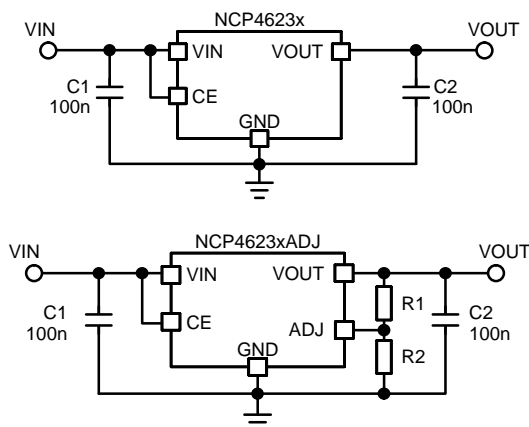 NCP4623x
VIN
VOUT
VIN
VOUT
C1
100n
CE
C2
100n
GND
NCP4623xADJ
VIN
VOUT
VIN
VOUT
C1
100n
CE
ADJ
R1
C2
100n
GND
R2